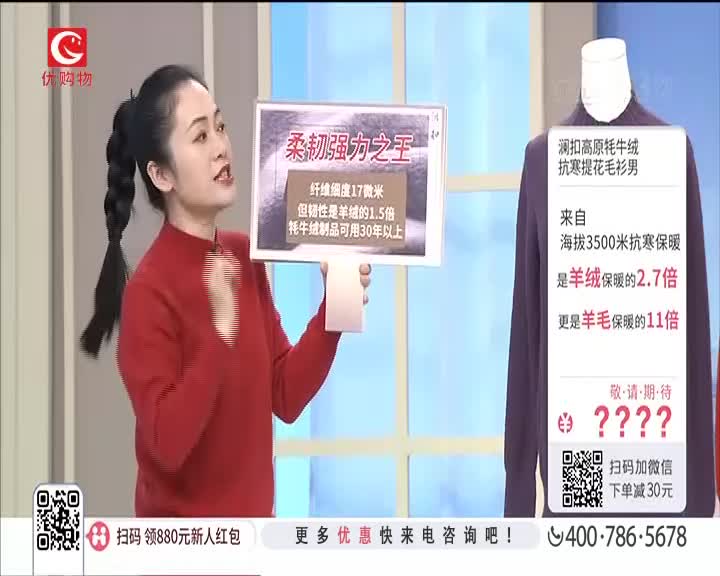 优购物
澜扣
柔韧强力之王
纤维细度17微米
但韧性是羊绒的1.5倍
牦牛绒制品可用30年以上
澜扣高原牦牛绒
抗寒提花毛衫男
来自
海拔3500米抗寒保暖
是羊绒保暖的2.7倍
更是羊毛保暖的11倍
敬·请·期·待
¥ ????
扫码加微信
下单减30元
扫码 领880元新人红包
更多优惠快来电咨询吧!
400-786-5678